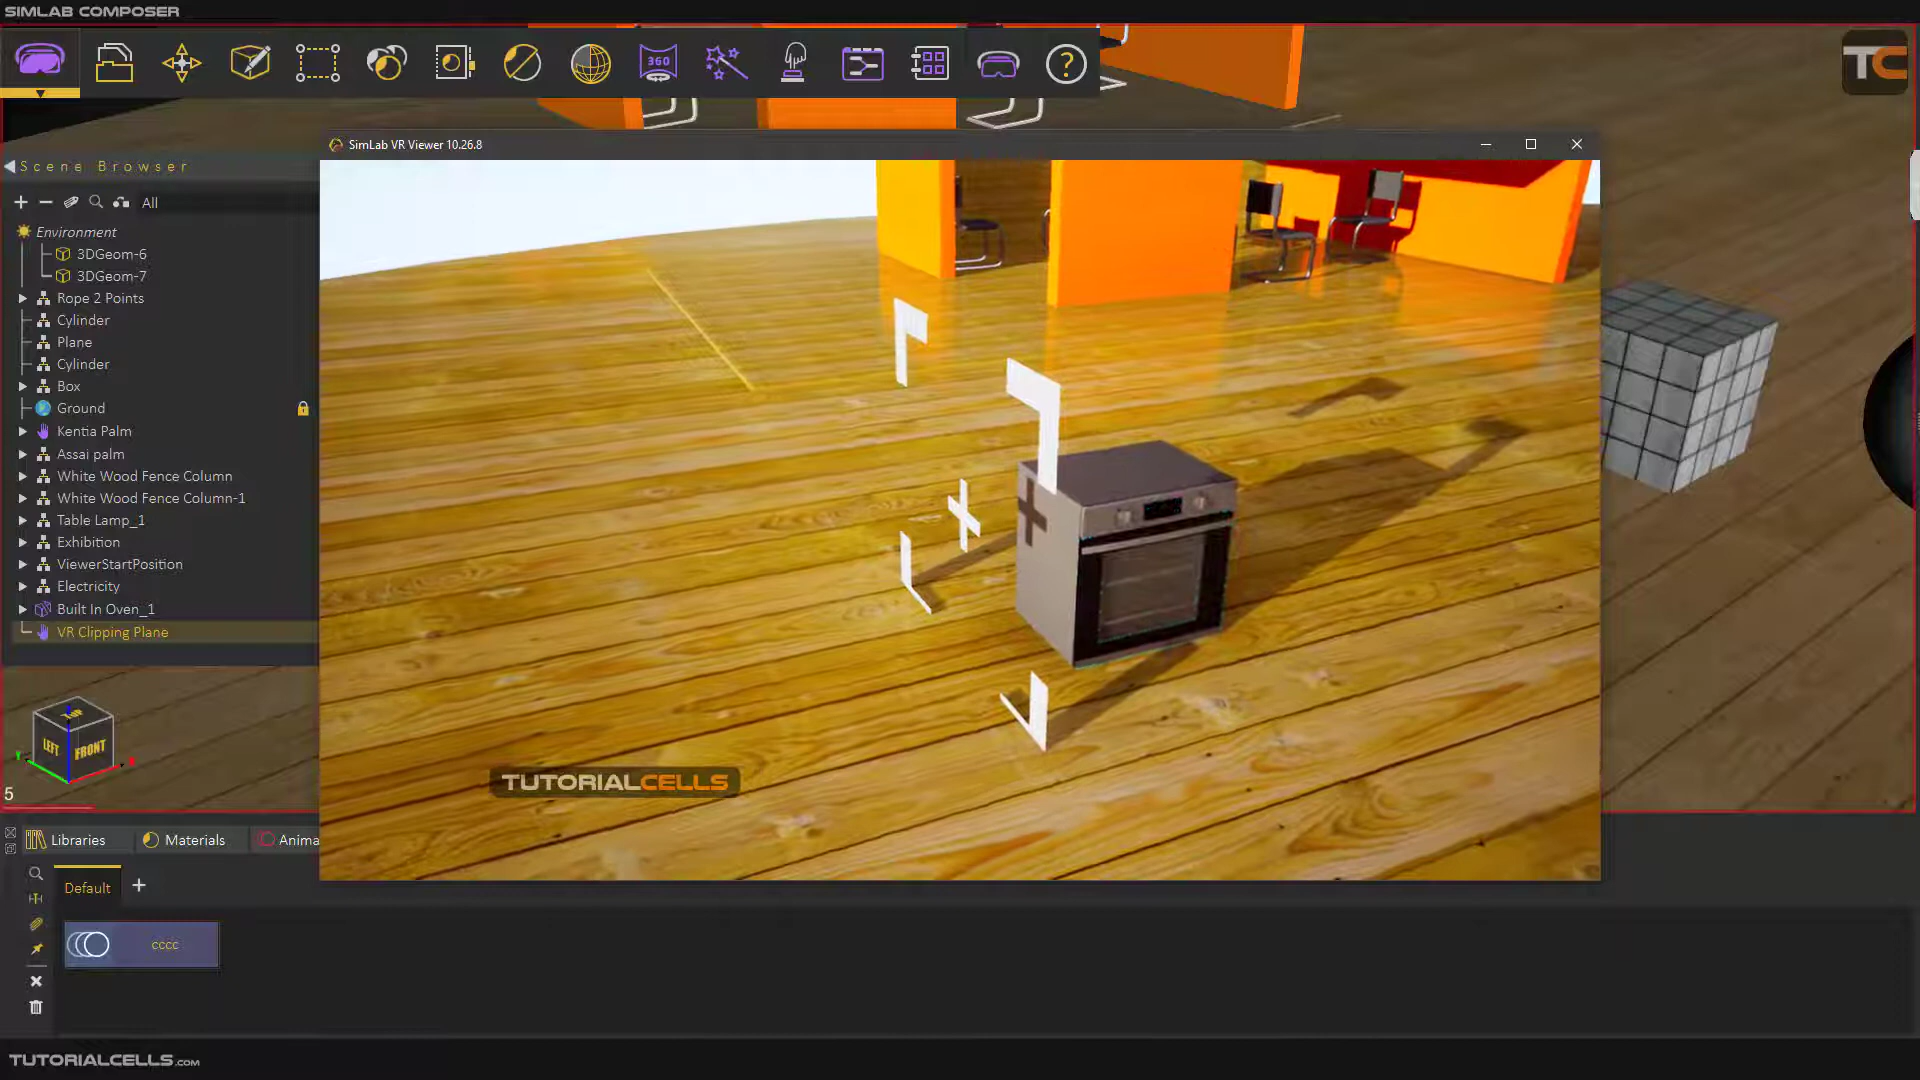 SIMLAB COMPOSER
360
?
TC
SimLab VR Viewer 10.26.8
Scene Browser
All
Environment
3DGeom-6
3DGeom-7
Rope 2 Points
Cylinder
Plane
Cylinder
Box
Ground
Kentia Palm
Assai palm
White Wood Fence Column
White Wood Fence Column-1
Table Lamp_1
Exhibition
ViewerStartPosition
Electricity
Built In Oven_1
VR Clipping Plane
TOP
LEFT
FRONT
Y
X
5
TUTORIALCELLS
Libraries
Materials
Anima
Default
cccc
TUTORIALCELLS.COM